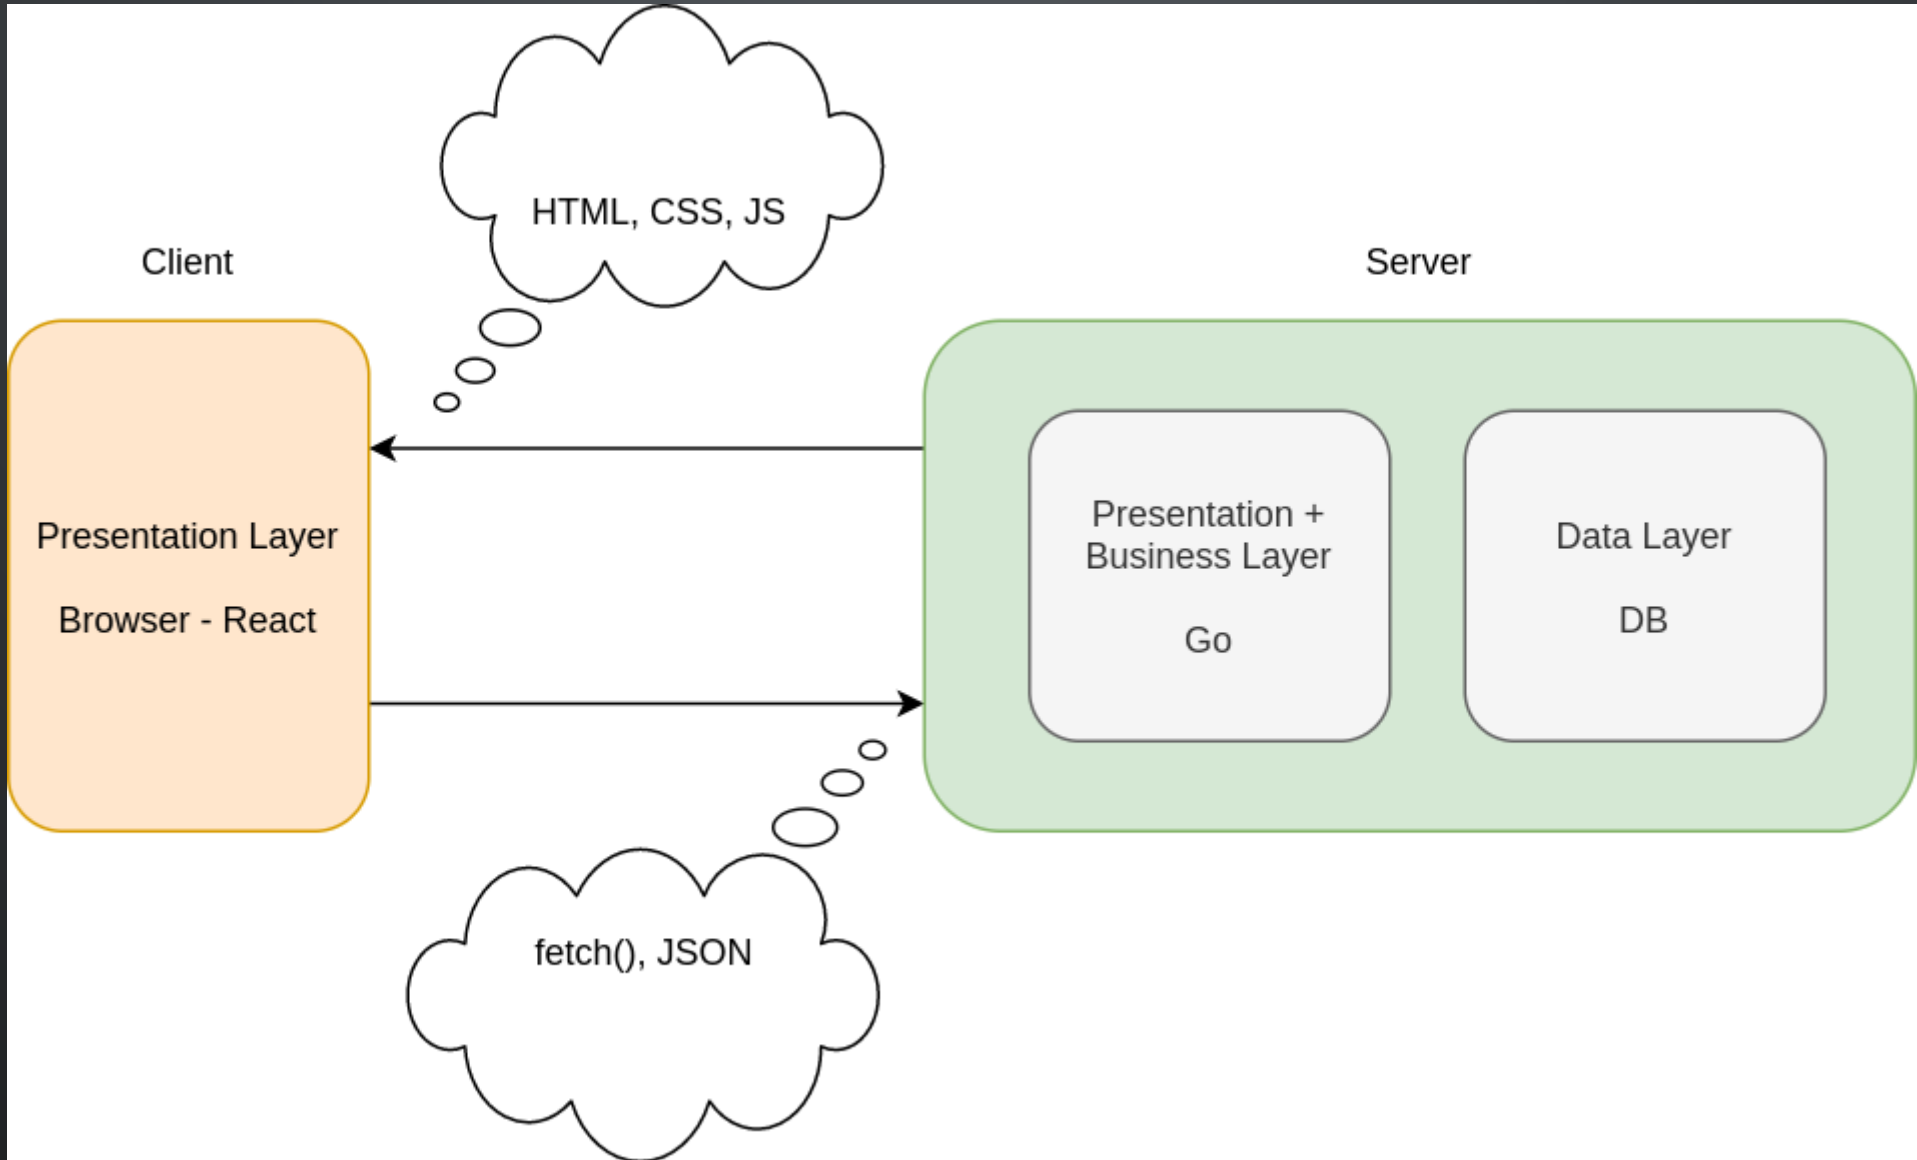 HTML, CSS, JS
Client
Server
Presentation Layer
Browser - React
Presentation +
Business Layer
Go
Data Layer
DB
fetch(), JSON